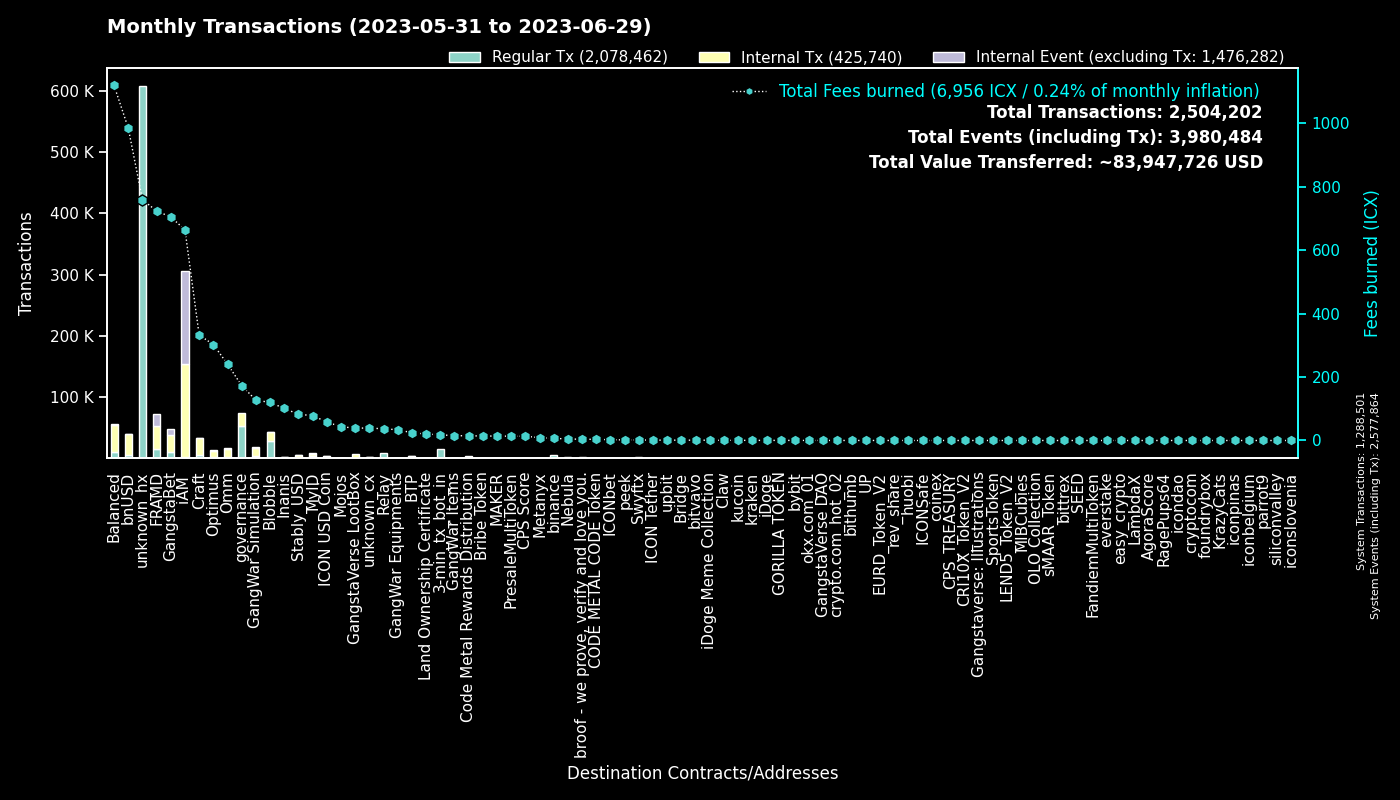 Monthly Transactions (2023-05-31 to 2023-06-29)
Regular Tx (2,078,462)
Internal Tx (425,740)
Internal Event (excluding Tx: 1,476,282)
Total Fees burned (6,956 ICX / 0.24% of monthly inflation)
Total Transactions: 2,504,202
Total Events (including Tx): 3,980,484
Total Value Transferred: ~83,947,726 USD
Transactions
600 K
500 K
400 K
300 K
200 K
100 K
1000
800
600
400
200
0
Fees burned (ICX)
System Transactions: 1,288,501
System Events (including Tx): 2,577,864
Balanced
bnUSD
unknown_hx
FRAMD
GangstaBet
IAM
Craft
Optimus
Omm
governance
GangWar Simulation
Blobble
Inanis
Stably_USD
MyID
ICON USD Coin
Mojos
GangstaVerse LootBox
unknown_cx
Relay
GangWar Equipments
BTP
Land Ownership Certificate
3-min_tx_bot_in
GangWar Items
Code Metal Rewards Distribution
Bribe Token
MAKER
PresaleMultiToken
CPS Score
Metanyx
binance
Nebula
broof - we prove, verify and love you.
CODE METAL CODE Token
ICONbet
peek
Swyftx
ICON Tether
upbit
Bridge
bitvavo
iDoge Meme Collection
Claw
kucoin
kraken
iDoge
GORILLA TOKEN
bybit
okx.com_01
GangstaVerse DAO
crypto.com_hot_02
bithumb
UP
EURD_Token_V2
rev_share
huobi
ICONSafe
coinex
CPS_TREASURY
CRI10X_Token_V2
Gangstaverse: Illustrations
SportsToken
LEND5_Token_V2
MIBCubies
OLO Collection
sMAAR_Token
bittrex
SEED
FandiemMultiToken
everstake
easy_crypto
LambdaX
AgoraScore
RagePups64
icondao
cryptodom
foundrybox
KrazyCats
iconpinas
iconbelgium
parrot9
siliconvalley
iconslovenia
Destination Contracts/Addresses